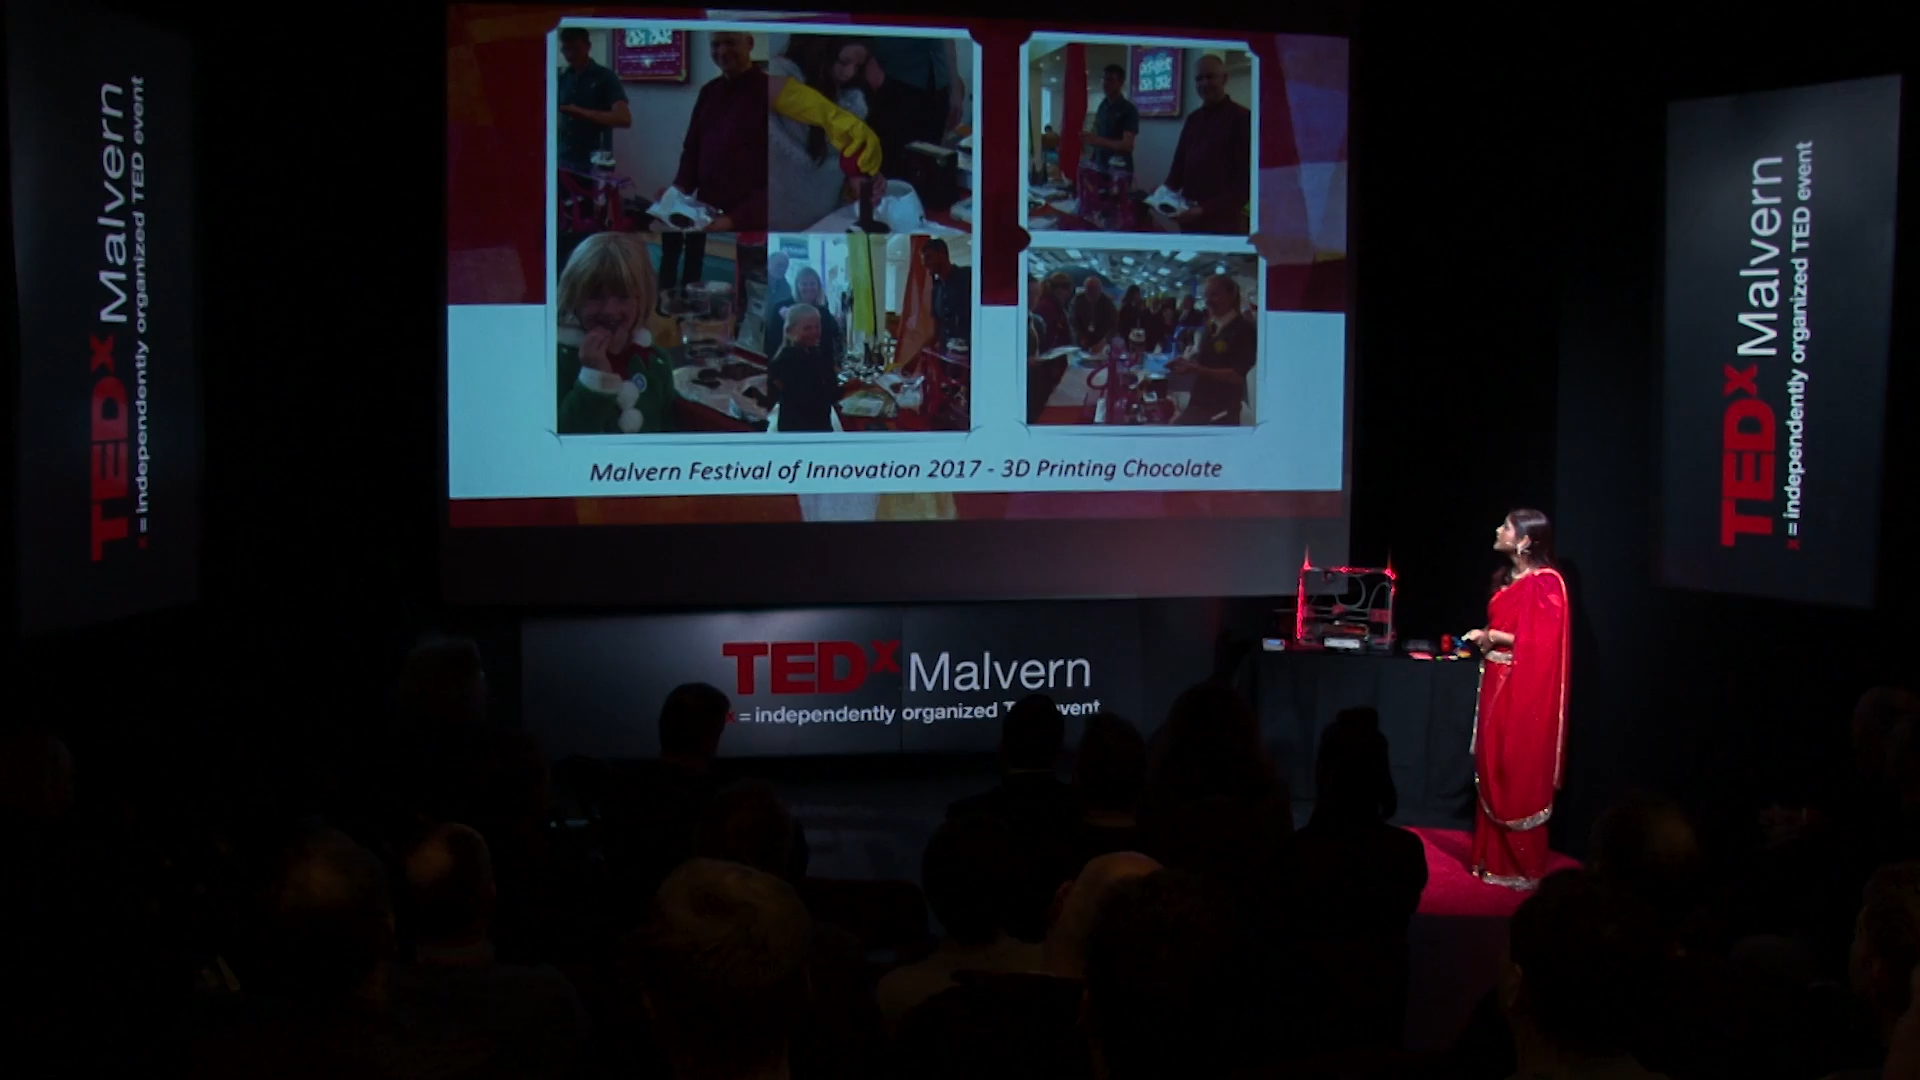 TEDx Malvern
x = independently organized TED event
Malvern Festival of Innovation 2017 - 3D Printing Chocolate
TEDx Malvern
x = independently organized TED event
TEDx Malvern
x = independently organized TED event